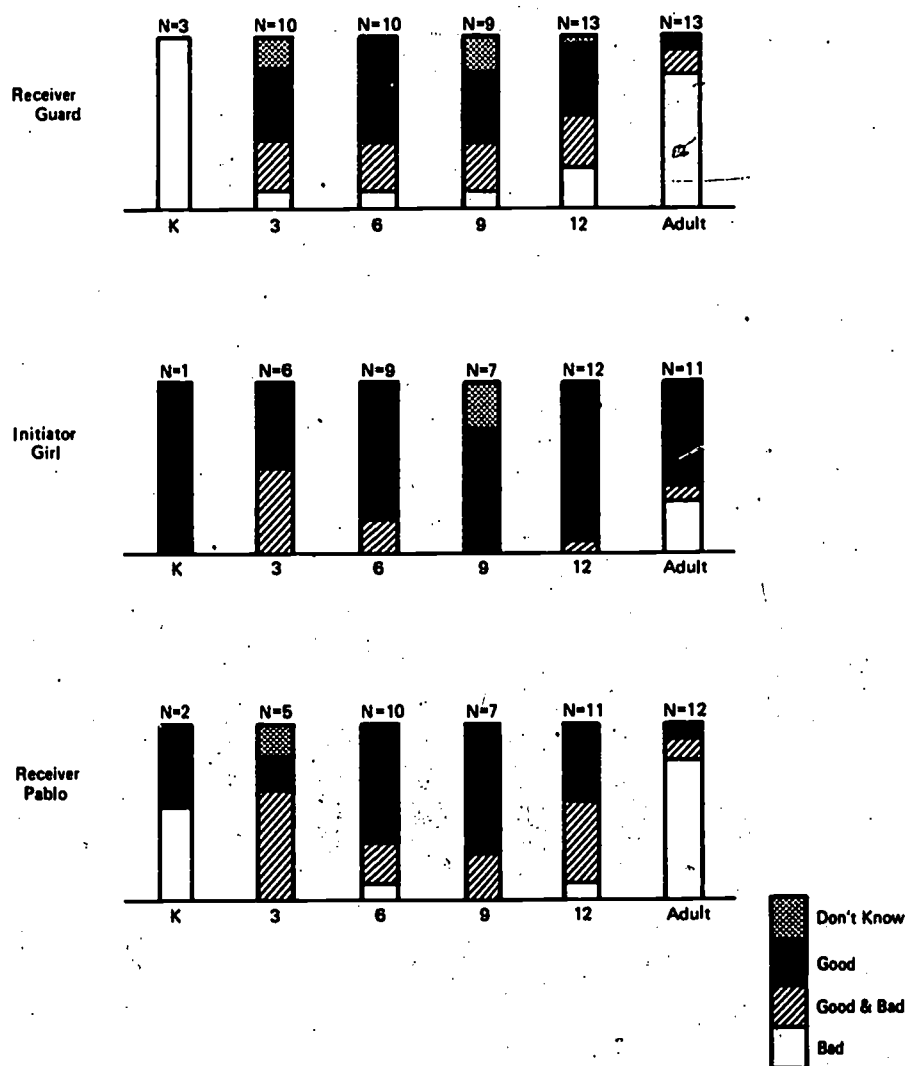 N=3 N=10 N=10 N=9 N=13 N=13
Receiver
Guard
K 3 6 9 12 Adult
N=1 N=6 N=9 N=7 N=12 N=11
Initiator
Girl
K 3 6 9 12 Adult
N=2 N=5 N=10 N=7 N=11 N=12
Receiver
Pablo
K 3 6 9 12 Adult
Don't Know
Good
Good & Bad
Bad